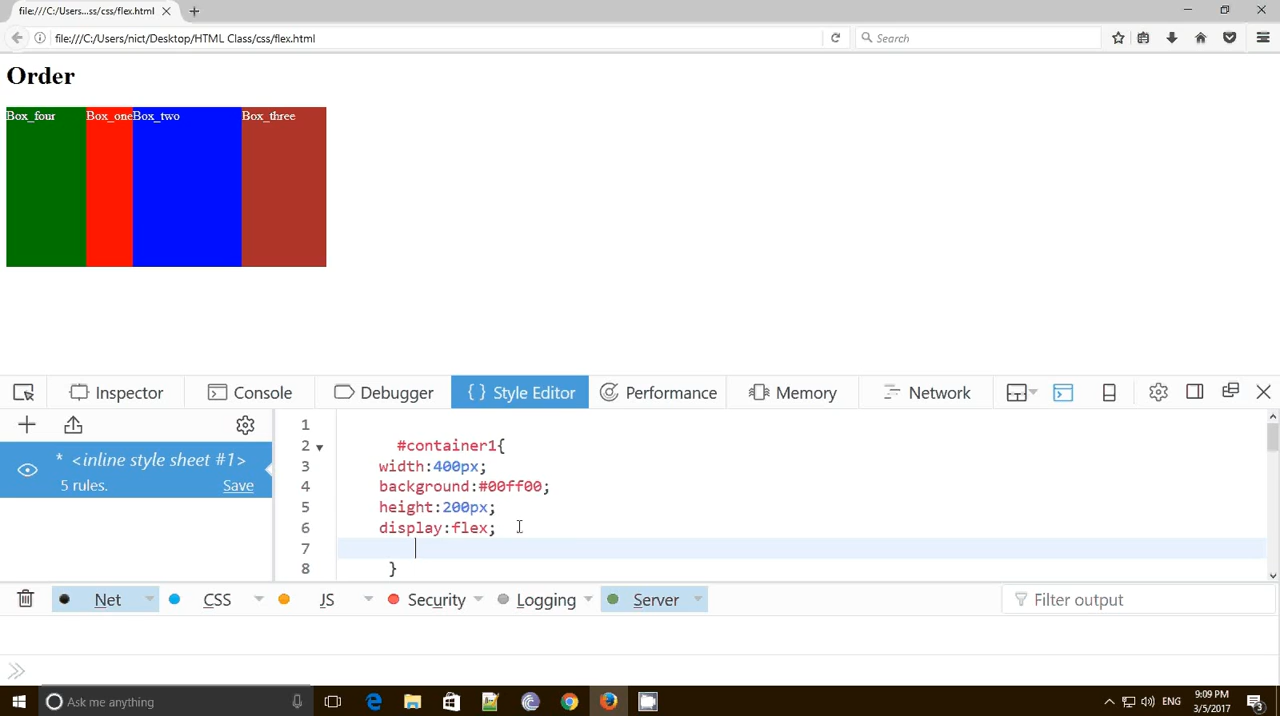 file:///C:/Users...ss/css/flex.html
file:///C:/Users/nict/Desktop/HTML Class/css/flex.html
Search
Order
Box_four
Box_one
Box_two
Box_three
Inspector
Console
Debugger
{ } Style Editor
Performance
Memory
Network
* <inline style sheet #1>
5 rules.
Save
1
2 #container1{
3 width:400px;
4 background:#00ff00;
5 height:200px;
6 display:flex;
7
8 }
Net
CSS
JS
Security
Logging
Server
Filter output
Ask me anything
ENG
9:09 PM
3/5/2017
3